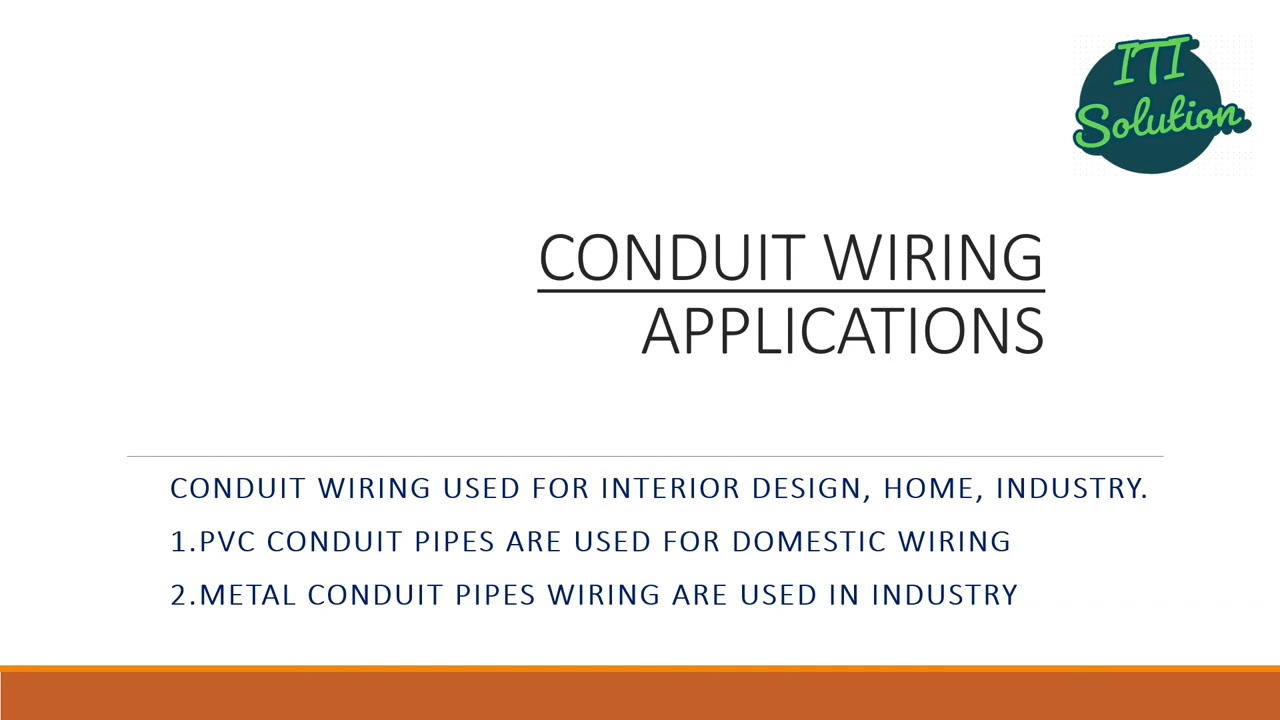 ITI
Solution
CONDUIT WIRING
APPLICATIONS
CONDUIT WIRING USED FOR INTERIOR DESIGN, HOME, INDUSTRY.
1.PVC CONDUIT PIPES ARE USED FOR DOMESTIC WIRING
2.METAL CONDUIT PIPES WIRING ARE USED IN INDUSTRY